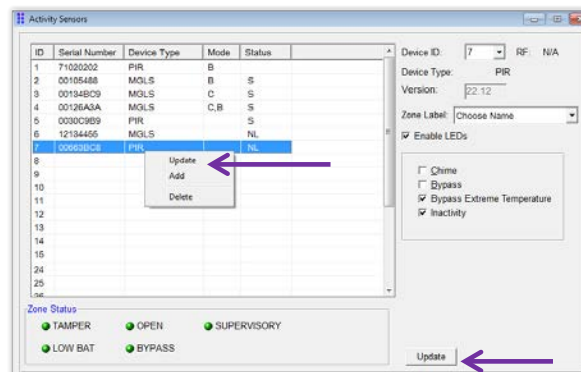 Activity Sensors
ID Serial Number Device Type Mode Status
1 71020202 PIR B
2 00105488 MGLS B S
3 00134BC9 MGLS C S
4 00126A3A MGLS C,B S
5 0030C9B9 PIR S
6 12134455 MGLS NL
7 00663BC8 PIR NL
8
9
10
11
12
13
14
15
24
25
26
Update
Add
Delete
Device ID: 7 RF: N/A
Device Type: PIR
Version: 22.12
Zone Label: Choose Name
Enable LEDs
Chime
Bypass
Bypass Extreme Temperature
Inactivity
Zone Status
TAMPER OPEN SUPERVISORY
LOW BAT BYPASS
Update